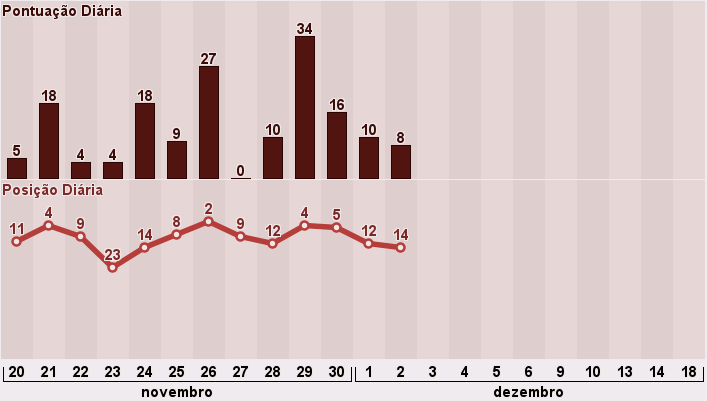 Pontuação Diária
5 18 4 4 18 9 27 0 10 34 16 10 8
Posição Diária
11 4 9 23 14 8 2 9 12 4 5 12 14
20 21 22 23 24 25 26 27 28 29 30 1 2 3 4 5 6 9 10 13 14 18
novembro dezembro